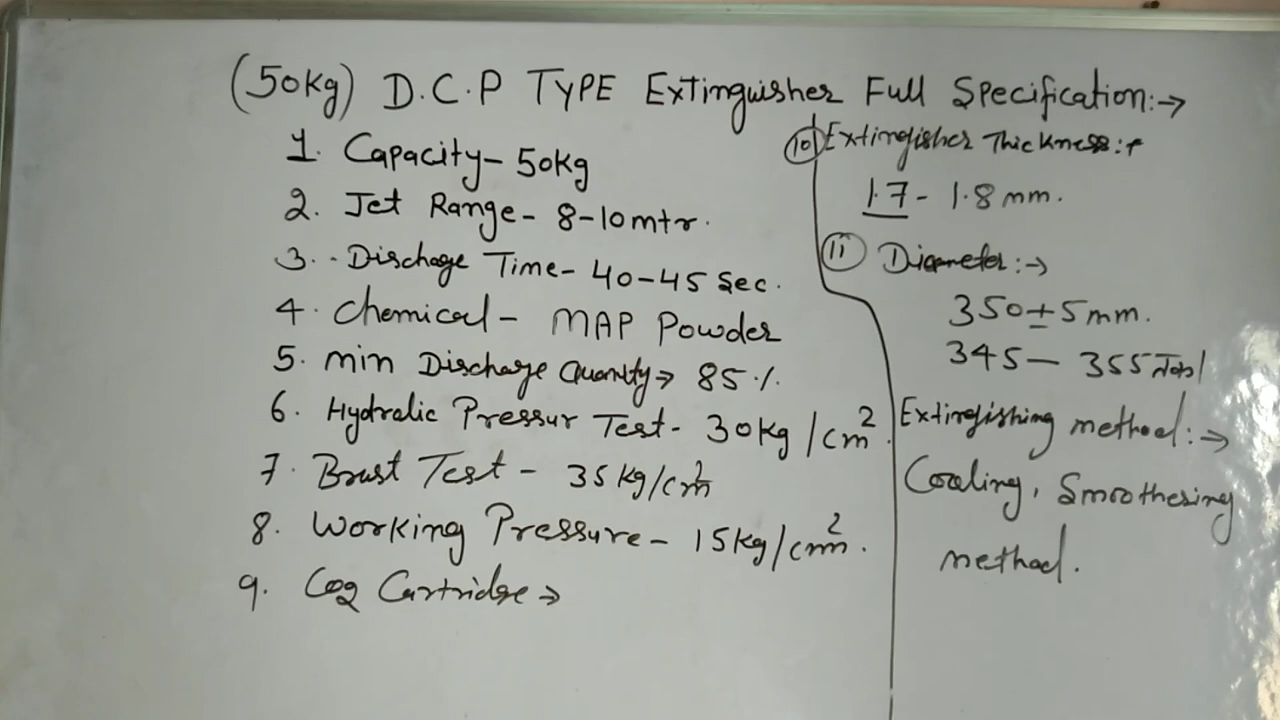 (50Kg) D.C.P TYPE Extinguisher Full Specification:→
1. Capacity- 50Kg
2. Jet Range- 8-10mtr.
3. Dischage Time- 40-45 Sec.
4. Chemical - MAP Powder
5. min Discharge Quantity→ 85%.
6. Hydralic Pressur Test- 30Kg/cm².
7. Brust Test - 35Kg/cm²
8. Working Pressure- 15Kg/cm².
9. Co2 Cartridge→
10 Extingisher Thickness:→
1.7- 1.8mm.
11 Diameter:→
350±5mm.
345— 355
Extingishing method:→
Cooling, Smoothering
method.